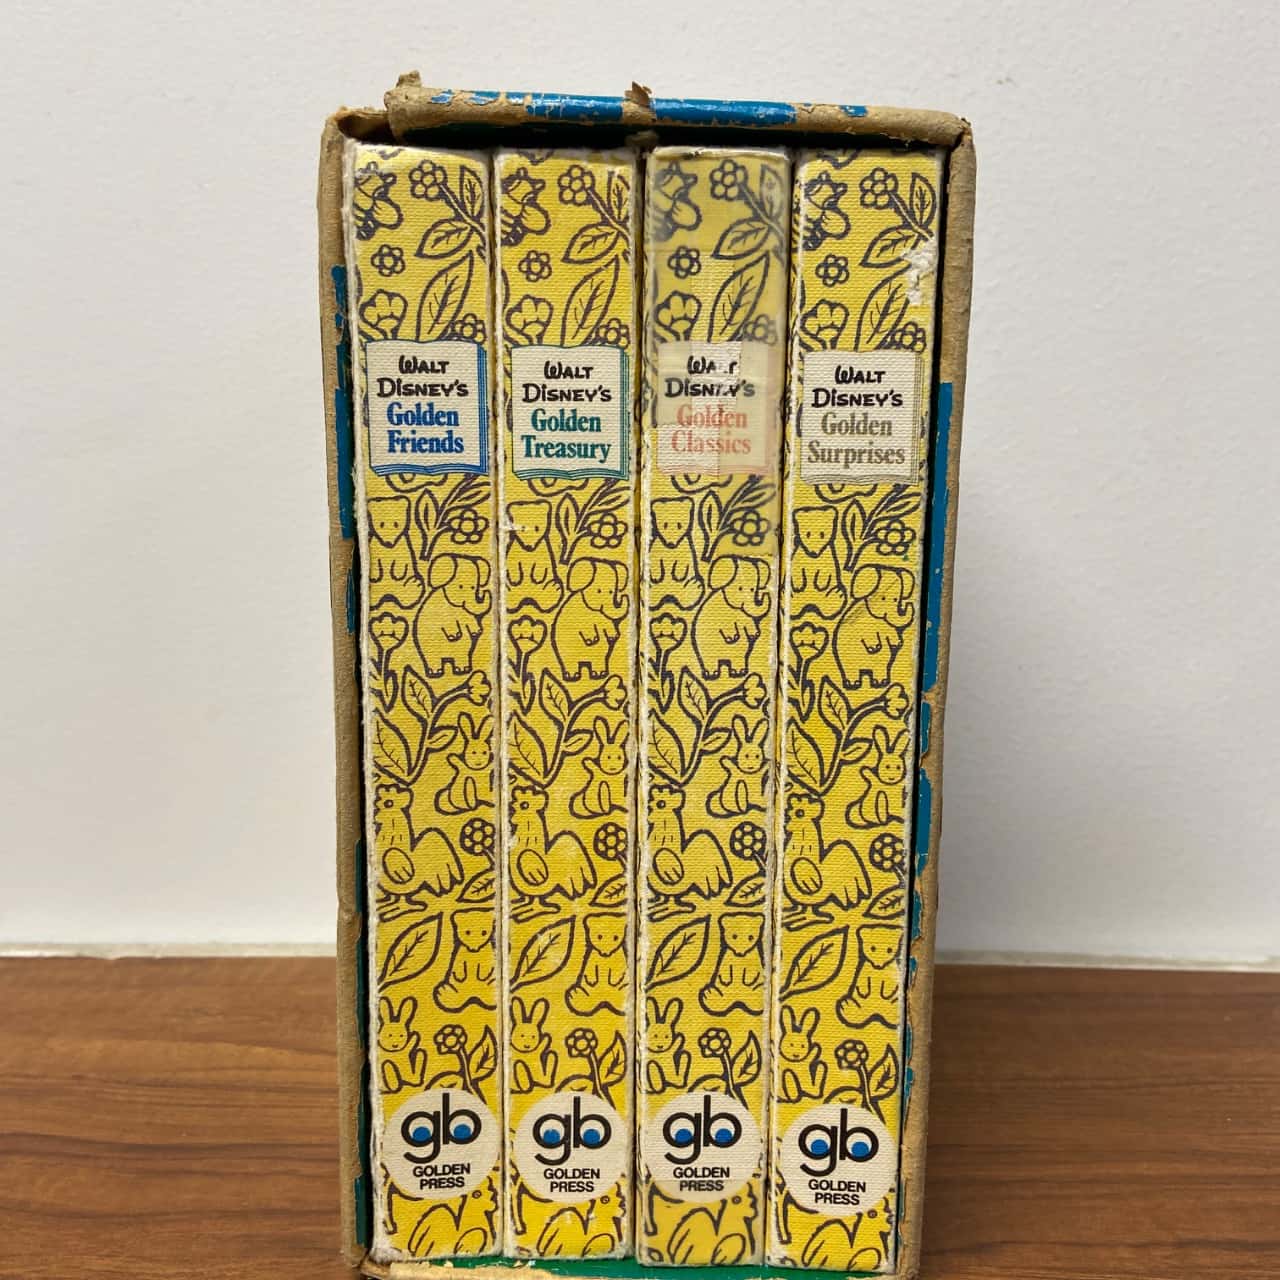 Walt
Disney's
Golden
Friends
gb
GOLDEN
PRESS
Walt
Disney's
Golden
Treasury
gb
GOLDEN
PRESS
Walt
Disney's
Golden
Classics
gb
GOLDEN
PRESS
Walt
Disney's
Golden
Surprises
gb
GOLDEN
PRESS